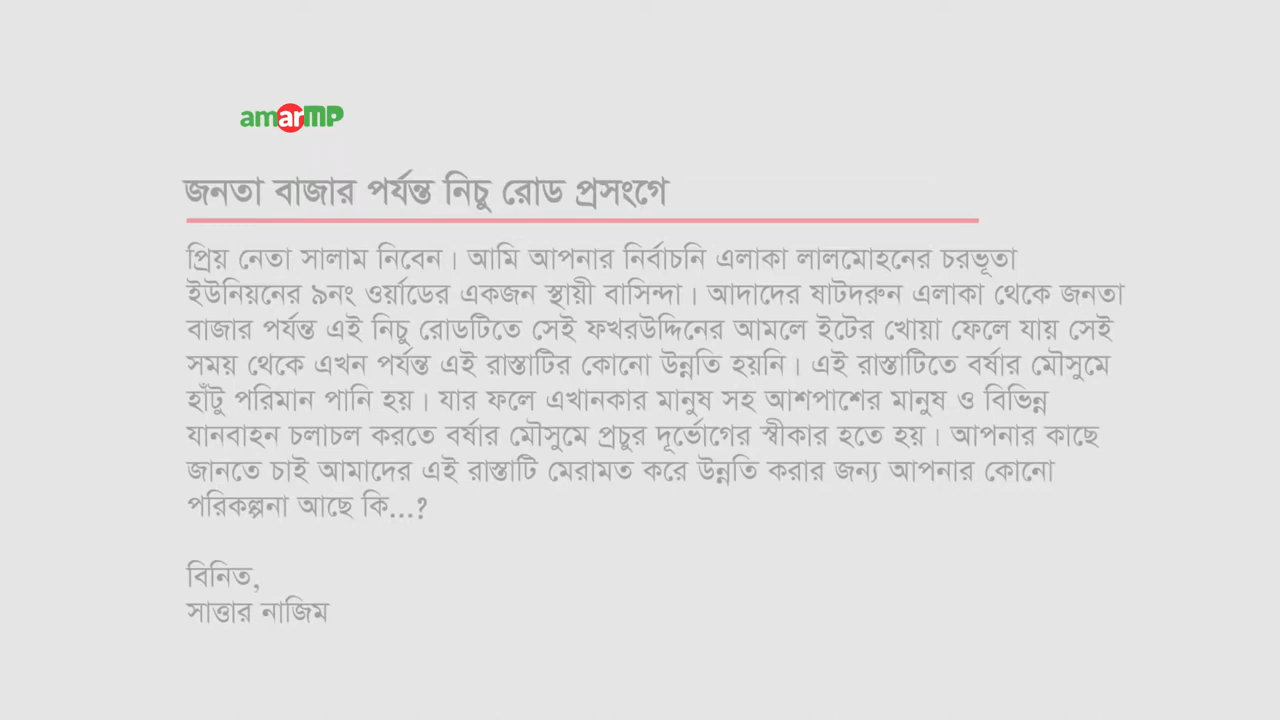 amarMP
জনতা বাজার পর্যন্ত নিচু রোড প্রসংগে
প্রিয় নেতা সালাম নিবেন। আমি আপনার নির্বাচনি এলাকা লালমোহনের চরভূতা
ইউনিয়নের ৯নং ওর্য়াডের একজন স্থায়ী বাসিন্দা। আদাদের ষাটদরুন এলাকা থেকে জনতা
বাজার পর্যন্ত এই নিচু রোডটিতে সেই ফখরউদ্দিনের আমলে ইটের খোয়া ফেলে যায় সেই
সময় থেকে এখন পর্যন্ত এই রাস্তাটির কোনো উন্নতি হয়নি। এই রাস্তাটিতে বর্ষার মৌসুমে
হাঁটু পরিমান পানি হয়। যার ফলে এখানকার মানুষ সহ আশপাশের মানুষ ও বিভিন্ন
যানবাহন চলাচল করতে বর্ষার মৌসুমে প্রচুর দূর্ভোগের স্বীকার হতে হয়। আপনার কাছে
জানতে চাই আমাদের এই রাস্তাটি মেরামত করে উন্নতি করার জন্য আপনার কোনো
পরিকল্পনা আছে কি...?
বিনিত,
সাত্তার নাজিম